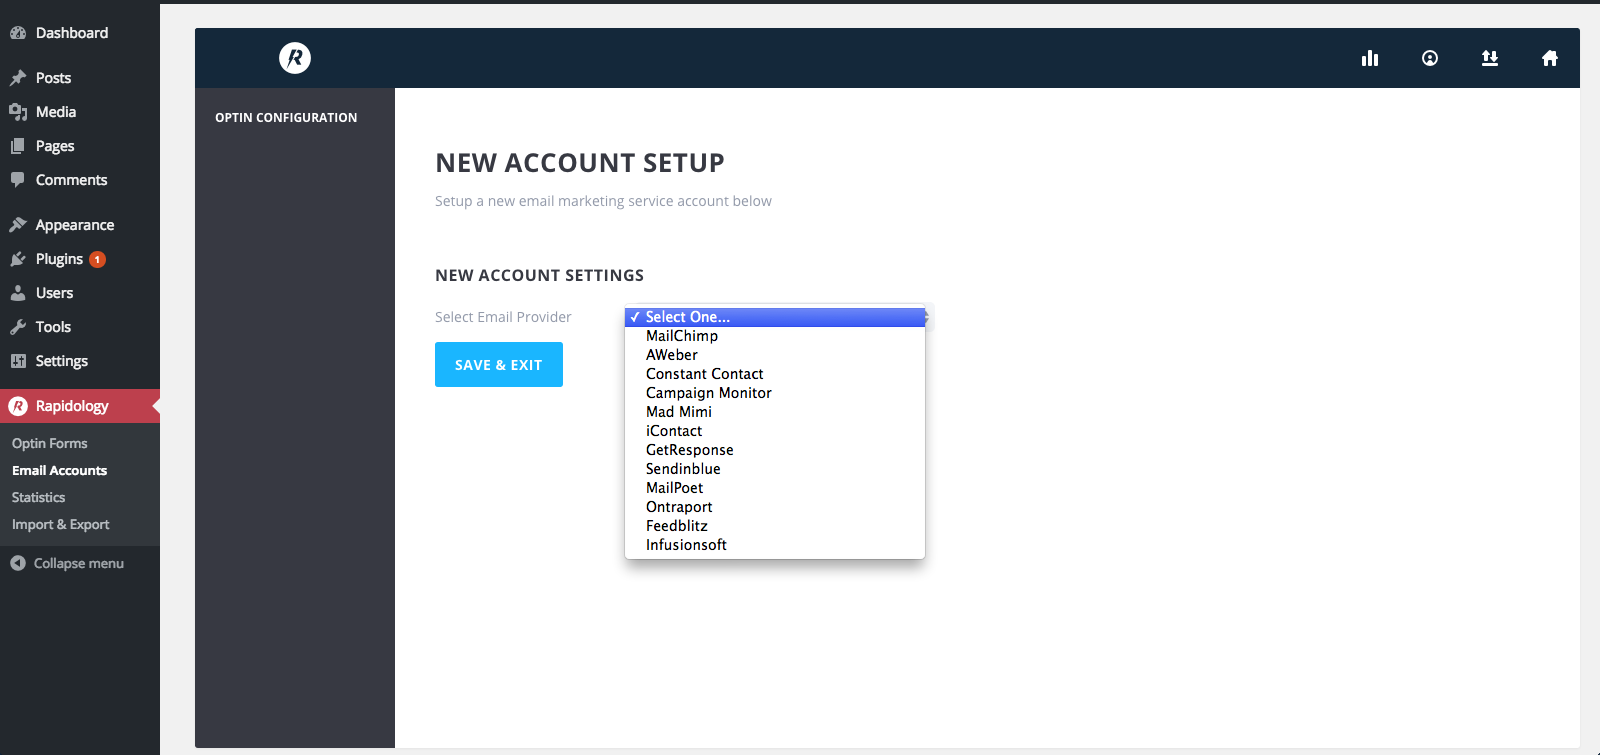 Dashboard
Posts
Media
Pages
Comments
Appearance
Plugins 1
Users
Tools
Settings
R Rapidology
Optin Forms
Email Accounts
Statistics
Import & Export
Collapse menu
R
OPTIN CONFIGURATION
NEW ACCOUNT SETUP
Setup a new email marketing service account below
NEW ACCOUNT SETTINGS
Select Email Provider
✓ Select One...
MailChimp
AWeber
Constant Contact
Campaign Monitor
Mad Mimi
iContact
GetResponse
Sendinblue
MailPoet
Ontraport
Feedblitz
Infusionsoft
SAVE & EXIT